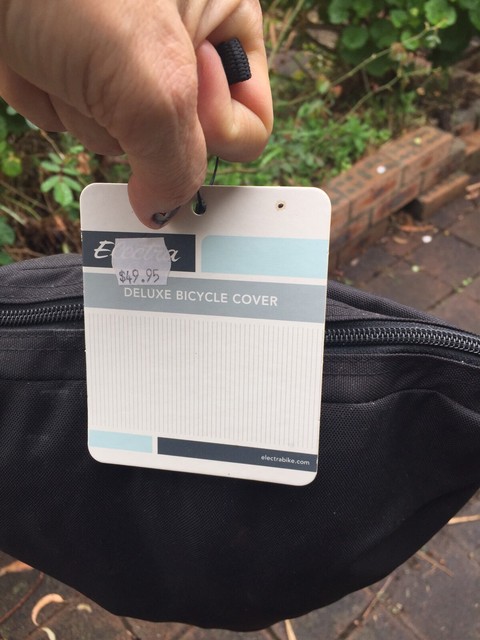 Electra
$49.95
DELUXE BICYCLE COVER
electrabike.com